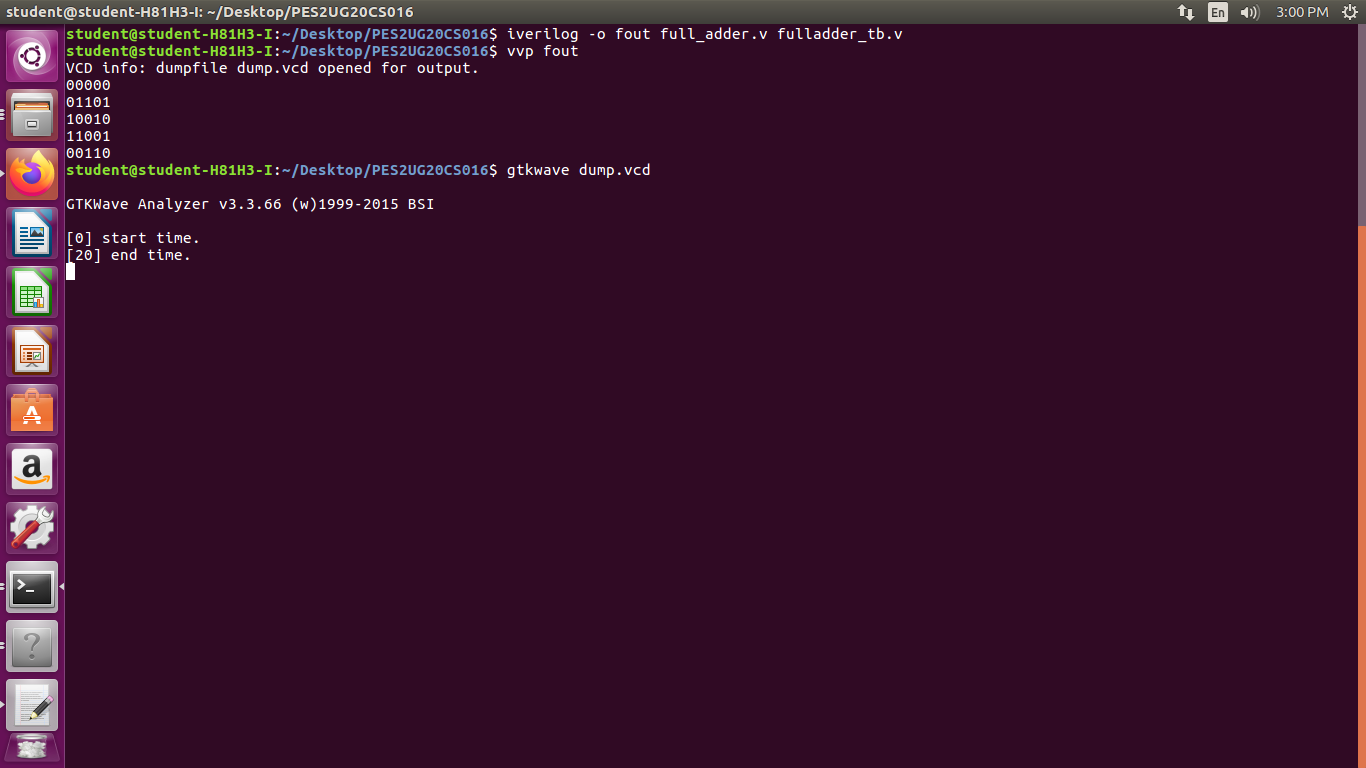 student@student-H81H3-I: ~/Desktop/PES2UG20CS016
En
3:00 PM
student@student-H81H3-I:~/Desktop/PES2UG20CS016$ iverilog -o fout full_adder.v fulladder_tb.v
student@student-H81H3-I:~/Desktop/PES2UG20CS016$ vvp fout
VCD info: dumpfile dump.vcd opened for output.
00000
01101
10010
11001
00110
student@student-H81H3-I:~/Desktop/PES2UG20CS016$ gtkwave dump.vcd
GTKWave Analyzer v3.3.66 (w)1999-2015 BSI
[0] start time.
[20] end time.